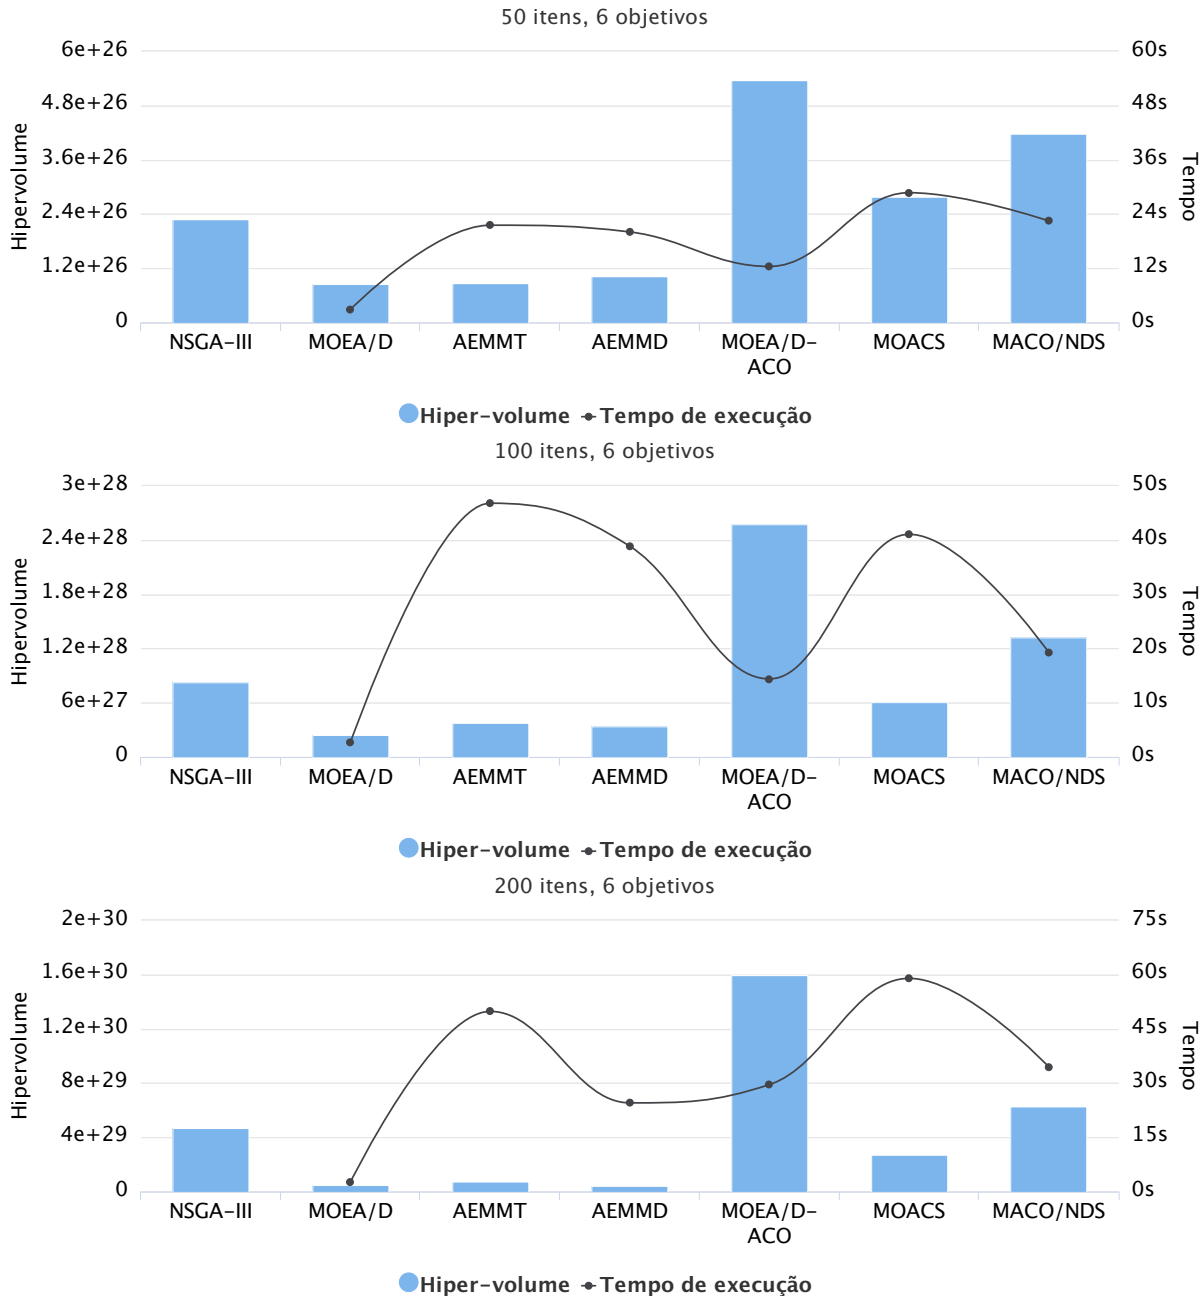 50 itens, 6 objetivos
6e+26
4.8e+26
3.6e+26
2.4e+26
1.2e+26
0
Hipervolume
60s
48s
36s
24s
12s
0s
Tempo
NSGA-III MOEA/D AEMMT AEMMD MOEA/D- MOACS MACO/NDS
ACO
Hiper-volume Tempo de execução
100 itens, 6 objetivos
3e+28
2.4e+28
1.8e+28
1.2e+28
6e+27
0
Hipervolume
50s
40s
30s
20s
10s
0s
Tempo
NSGA-III MOEA/D AEMMT AEMMD MOEA/D- MOACS MACO/NDS
ACO
Hiper-volume Tempo de execução
200 itens, 6 objetivos
2e+30
1.6e+30
1.2e+30
8e+29
4e+29
0
Hipervolume
75s
60s
45s
30s
15s
0s
Tempo
NSGA-III MOEA/D AEMMT AEMMD MOEA/D- MOACS MACO/NDS
ACO
Hiper-volume Tempo de execução